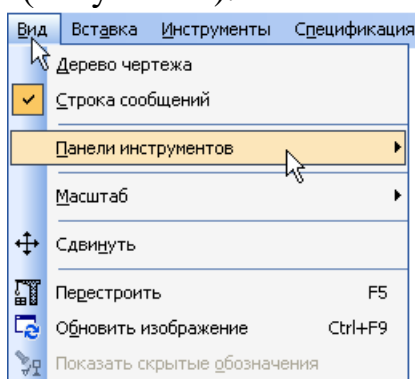 Вид Вставка Инструменты Спецификация
Дерево чертежа
Строка сообщений
Панели инструментов
Масштаб
Сдвинуть
Перестроить F5
Обновить изображение Ctrl+F9
Показать скрытые обозначения